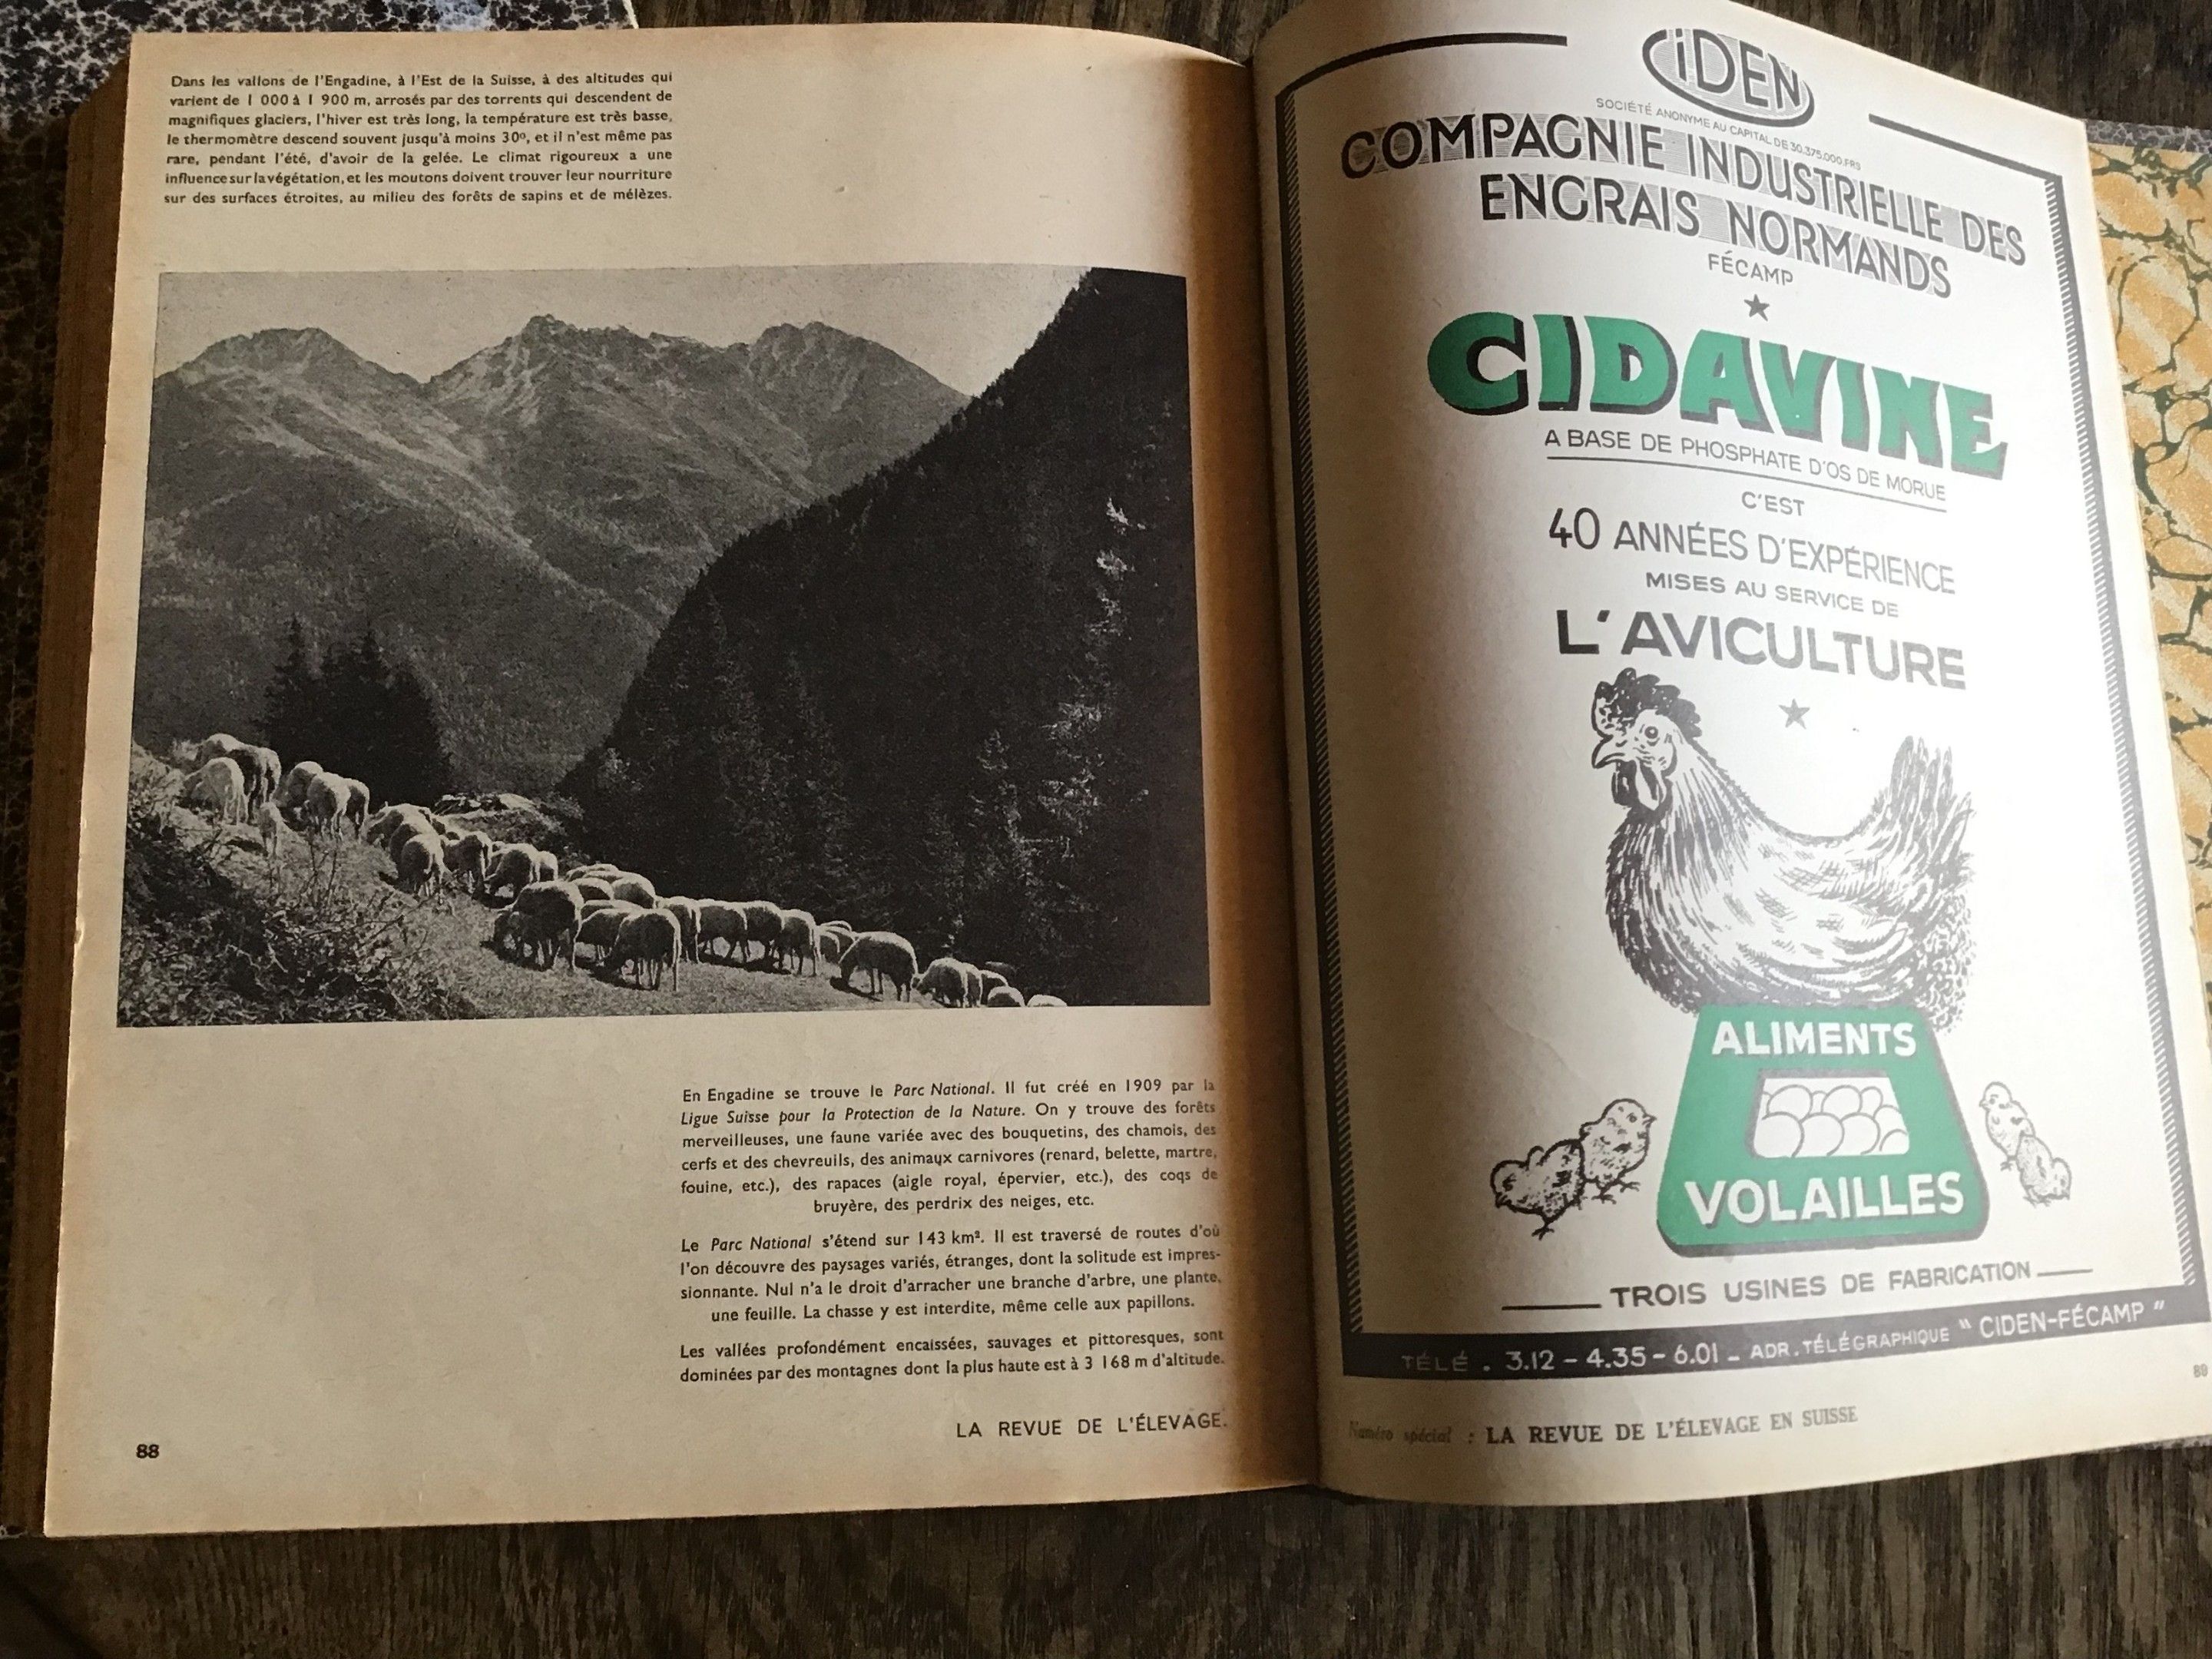 Dans les vallons de l'Engadine, à l'Est de la Suisse, à des altitudes qui
varient de 1 000 à 1 900 m, arrosés par des torrents qui descendent de
magnifiques glaciers, l'hiver est très long, la température est très basse,
le thermomètre descend souvent jusqu'à moins 30º, et il n'est même pas
rare, pendant l'été, d'avoir de la gelée. Le climat rigoureux a une
influence sur la végétation, et les moutons doivent trouver leur nourriture
sur des surfaces étroites, au milieu des forêts de sapins et de mélèzes.
En Engadine se trouve le Parc National. Il fut créé en 1909 par la
Ligue Suisse pour la Protection de la Nature. On y trouve des forêts
merveilleuses, une faune variée avec des bouquetins, des chamois, des
cerfs et des chevreuils, des animaux carnivores (renard, belette, martre,
fouine, etc.), des rapaces (aigle royal, épervier, etc.), des coqs de
bruyère, des perdrix des neiges, etc.
Le Parc National s'étend sur 143 km². Il est traversé de routes d'où
l'on découvre des paysages variés, étranges, dont la solitude est impres-
sionnante. Nul n'a le droit d'arracher une branche d'arbre, une plante,
une feuille. La chasse y est interdite, même celle aux papillons.
Les vallées profondément encaissées, sauvages et pittoresques, sont
dominées par des montagnes dont la plus haute est à 3 168 m d'altitude.
LA REVUE DE L'ÉLEVAGE.
88
CIDEN
SOCIÉTÉ ANONYME AU CAPITAL DE 30.375.000.FRS
COMPAGNIE INDUSTRIELLE DES
ENGRAIS NORMANDS
FÉCAMP
CIDAVINE
A BASE DE PHOSPHATE D'OS DE MORUE
C'EST
40 ANNÉES D'EXPÉRIENCE
MISES AU SERVICE DE
L'AVICULTURE
ALIMENTS
VOLAILLES
TROIS USINES DE FABRICATION
TÉLÉ . 3.12 - 4.35 - 6.01 - ADR. TÉLÉGRAPHIQUE "CIDEN-FÉCAMP"
89
Numéro spécial : LA REVUE DE L'ÉLEVAGE EN SUISSE